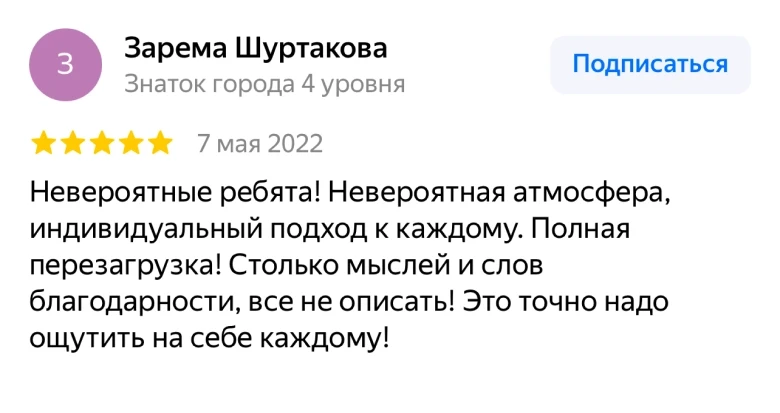 З
Зарема Шуртакова
Знаток города 4 уровня
Подписаться
7 мая 2022
Невероятные ребята! Невероятная атмосфера,
индивидуальный подход к каждому. Полная
перезагрузка! Столько мыслей и слов
благодарности, все не описать! Это точно надо
ощутить на себе каждому!